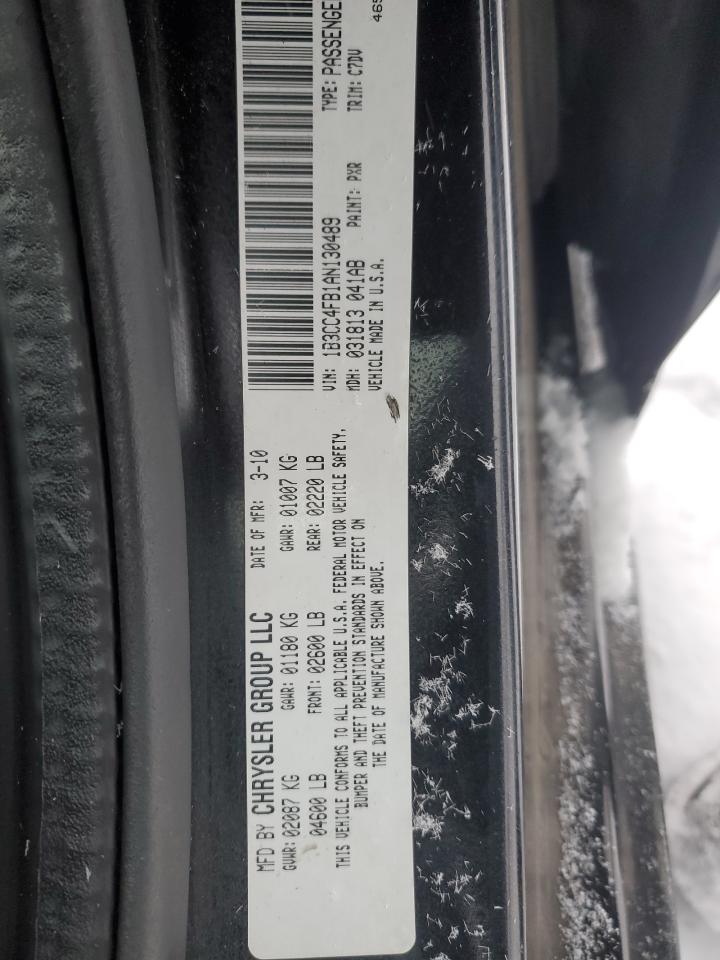 MFD BY CHRYSLER GROUP LLC
DATE OF MFR: 3-10
GVWR: 02087 KG
GAWR: 01180 KG
GAWR: 01007 KG
04600 LB
FRONT: 02600 LB
REAR: 02220 LB
THIS VEHICLE CONFORMS TO ALL APPLICABLE U.S.A. FEDERAL MOTOR VEHICLE SAFETY,
BUMPER AND THEFT PREVENTION STANDARDS IN EFFECT ON
THE DATE OF MANUFACTURE SHOWN ABOVE.
VIN: 1B3CC4FB1AN130489
TYPE: PASSENGE
MDH: 031813 041AB
PAINT: PXR
TRIM: C7DV
VEHICLE MADE IN U.S.A.
465